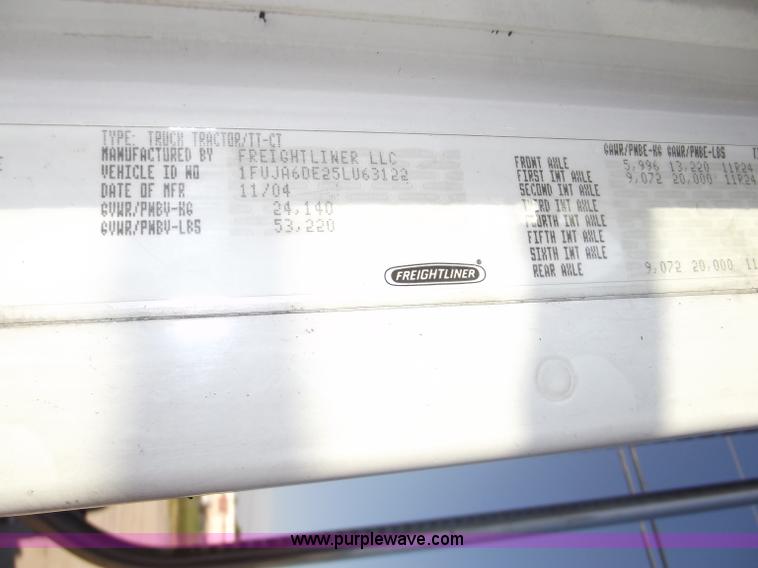 TYPE: TRUCK TRACTOR/TT-CT
MANUFACTURED BY FREIGHTLINER LLC
VEHICLE ID NO 1FUJA6DE25LU63122
DATE OF MFR 11/04
GVWR/PNBV-KG 24,140
GVWR/PNBV-LBS 53,220
GAWR/PNBE-KG GAWR/PNBE-LBS
FRONT AXLE 5,996 13,220 11R24
FIRST INT AXLE 9,072 20,000 11R24
SECOND INT AXLE
THIRD INT AXLE
FOURTH INT AXLE
FIFTH INT AXLE
SIXTH INT AXLE
REAR AXLE 9,072 20,000 11
FREIGHTLINER
www.purplewave.com